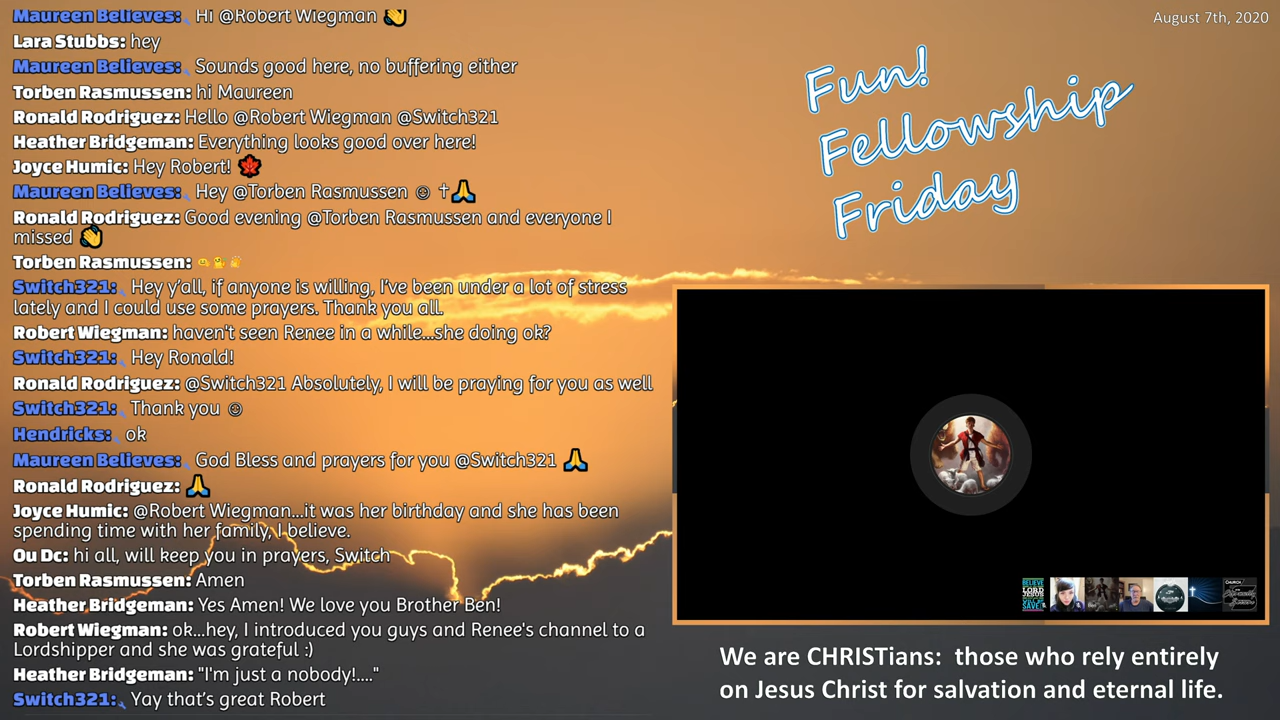 Maureen Believes: Hi @Robert Wiegman 👋
Lara Stubbs: hey
Maureen Believes: Sounds good here, no buffering either
Torben Rasmussen: hi Maureen
Ronald Rodriguez: Hello @Robert Wiegman @Switch321
Heather Bridgeman: Everything looks good over here!
Joyce Humic: Hey Robert! 🍁
Maureen Believes: Hey @Torben Rasmussen ☺ ✝🙏
Ronald Rodriguez: Good evening @Torben Rasmussen and everyone I
missed 👋
Torben Rasmussen:
Switch321: Hey y'all, if anyone is willing, I've been under a lot of stress
lately and I could use some prayers. Thank you all.
Robert Wiegman: haven't seen Renee in a while...she doing ok?
Switch321: Hey Ronald!
Ronald Rodriguez: @Switch321 Absolutely, I will be praying for you as well
Switch321: Thank you ☺
Hendricks: ok
Maureen Believes: God Bless and prayers for you @Switch321 🙏
Ronald Rodriguez: 🙏
Joyce Humic: @Robert Wiegman...it was her birthday and she has been
spending time with her family, I believe.
Ou Dc: hi all, will keep you in prayers, Switch
Torben Rasmussen: Amen
Heather Bridgeman: Yes Amen! We love you Brother Ben!
Robert Wiegman: ok...hey, I introduced you guys and Renee's channel to a
Lordshipper and she was grateful :)
Heather Bridgeman: "I'm just a nobody!...."
Switch321: Yay that's great Robert
August 7th, 2020
Fun!
Fellowship
Friday
BELIEVE
LORD
JESUS
SAVE
CHURCH
We are CHRISTians: those who rely entirely
on Jesus Christ for salvation and eternal life.